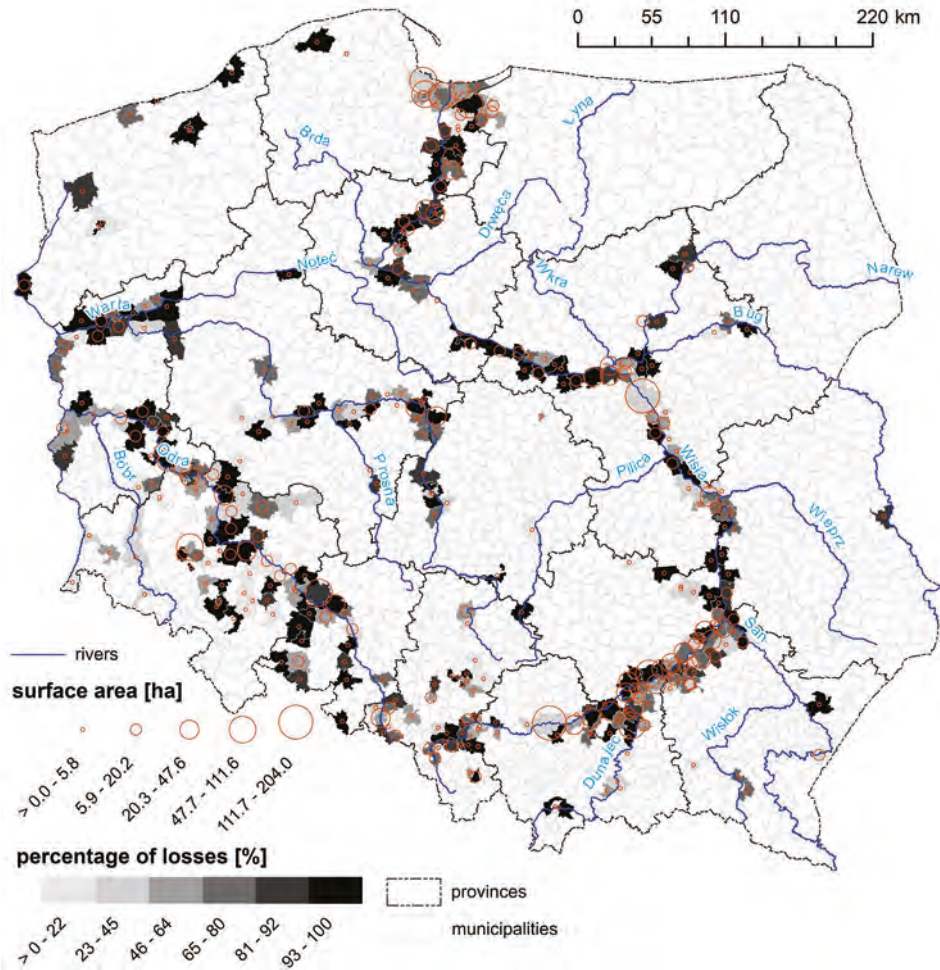 0 55 110 220 km
Brda
Łyna
Drwęca
Noteć
Wkra
Narew
Warta
Bug
Bóbr
Odra
Prosna
Pilica
Wisła
Wieprz
San
Wisłok
Dunajec
rivers
surface area [ha]
> 0.0 - 5.8
5.9 - 20.2
20.3 - 47.6
47.7 - 111.6
111.7 - 204.0
percentage of losses [%]
> 0 - 22
23 - 45
46 - 64
65 - 80
81 - 92
93 - 100
provinces
municipalities